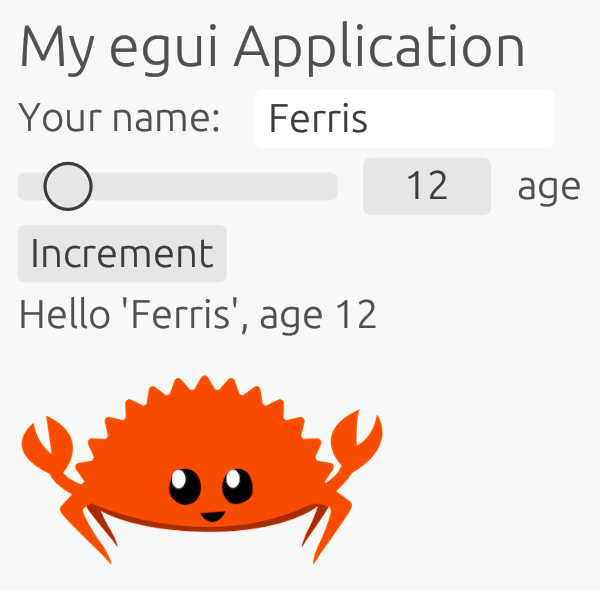 My egui Application
Your name: Ferris
12 age
Increment
Hello 'Ferris', age 12